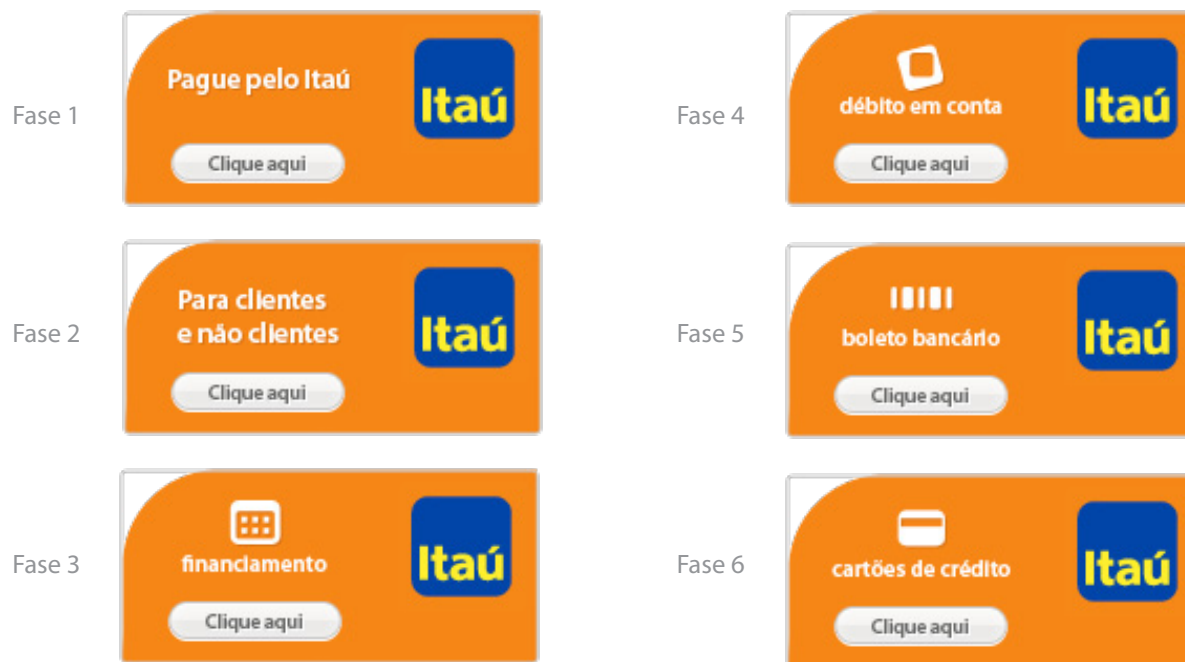 Fase 1
Pague pelo Itaú
Clique aqui
Itaú
Fase 2
Para clientes
e não clientes
Clique aqui
Itaú
Fase 3
financiamento
Clique aqui
Itaú
Fase 4
débito em conta
Clique aqui
Itaú
Fase 5
boleto bancário
Clique aqui
Itaú
Fase 6
cartões de crédito
Clique aqui
Itaú